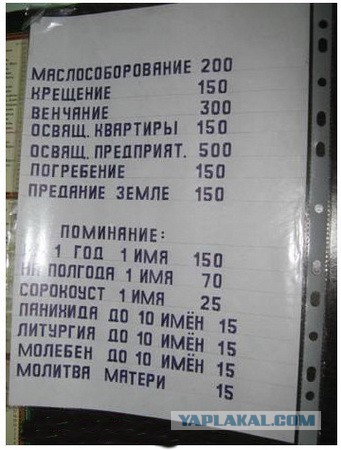 МАСЛОСОБОРОВАНИЕ 200
КРЕЩЕНИЕ 150
ВЕНЧАНИЕ 300
ОСВЯЩ. КВАРТИРЫ 150
ОСВЯЩ. ПРЕДПРИЯТ. 500
ПОГРЕБЕНИЕ 150
ПРЕДАНИЕ ЗЕМЛЕ 150
ПОМИНАНИЕ:
1 ГОД 1 ИМЯ 150
НА ПОЛГОДА 1 ИМЯ 70
СОРОКОУСТ 1 ИМЯ 25
ПАНИХИДА ДО 10 ИМЁН 15
ЛИТУРГИЯ ДО 10 ИМЁН 15
МОЛЕБЕН ДО 10 ИМЁН 15
МОЛИТВА МАТЕРИ 15
YAPLAKAL.COM